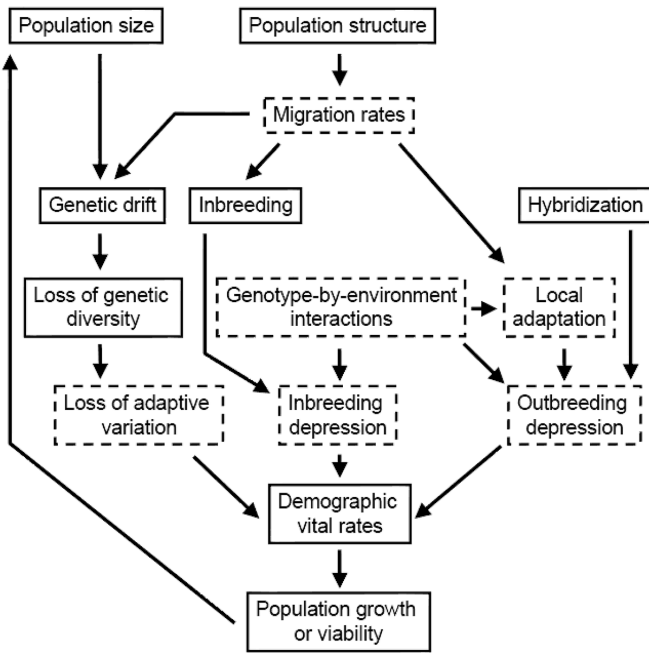 Population size
Population structure
Migration rates
Genetic drift
Inbreeding
Hybridization
Loss of genetic
diversity
Genotype-by-environment
interactions
Local
adaptation
Loss of adaptive
variation
Inbreeding
depression
Outbreeding
depression
Demographic
vital rates
Population growth
or viability